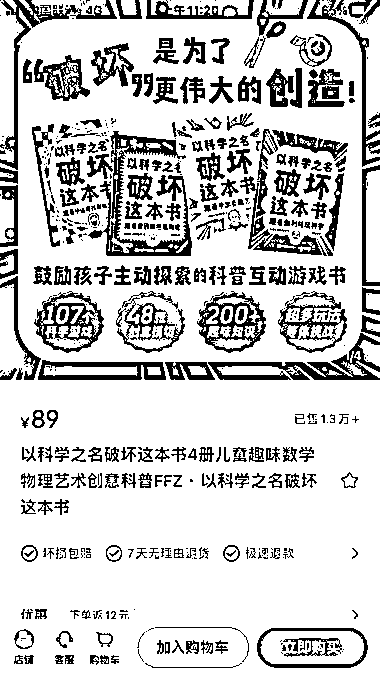 中国联通 4G 下午11:20
“破坏”是为了
更伟大的创造！
以科学之名
破坏
这本书
以科学之名
破坏
这本书
以科学之名
破坏
这本书
以科学之名
破坏
这本书
鼓励孩子主动探索的科普互动游戏书
107个
科学游戏
48
200+
趣味知识
超多玩法
等你挑战
1/4
¥89
已售1.3万+
以科学之名破坏这本书4册儿童趣味数学
物理艺术创意科普FFZ·以科学之名破坏
这本书
坏损包赔 7天无理由退货 极速退款
优惠 下单返12元
店铺 客服 购物车 加入购物车 立即购买